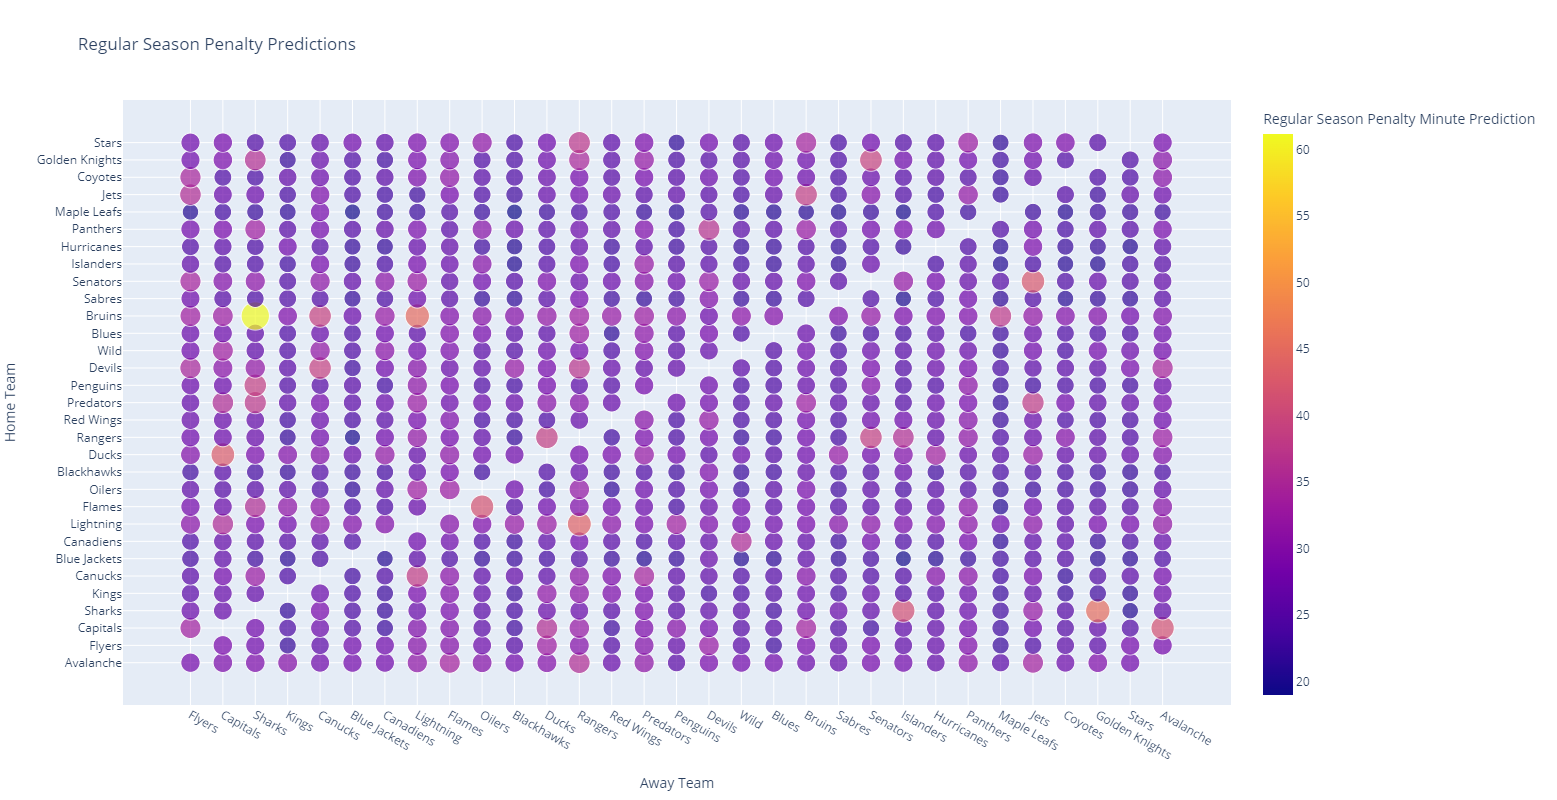 Regular Season Penalty Predictions
Regular Season Penalty Minute Prediction
60
55
50
45
40
35
30
25
20
Home Team
Stars
Golden Knights
Coyotes
Jets
Maple Leafs
Panthers
Hurricanes
Islanders
Senators
Sabres
Bruins
Blues
Wild
Devils
Penguins
Predators
Red Wings
Rangers
Ducks
Blackhawks
Oilers
Flames
Lightning
Canadiens
Blue Jackets
Canucks
Kings
Sharks
Capitals
Flyers
Avalanche
Flyers
Capitals
Sharks
Kings
Canucks
Blue Jackets
Canadiens
Lightning
Flames
Oilers
Blackhawks
Ducks
Rangers
Red Wings
Predators
Penguins
Devils
Wild
Blues
Bruins
Sabres
Senators
Islanders
Hurricanes
Panthers
Maple Leafs
Jets
Coyotes
Golden Knights
Stars
Avalanche
Away Team